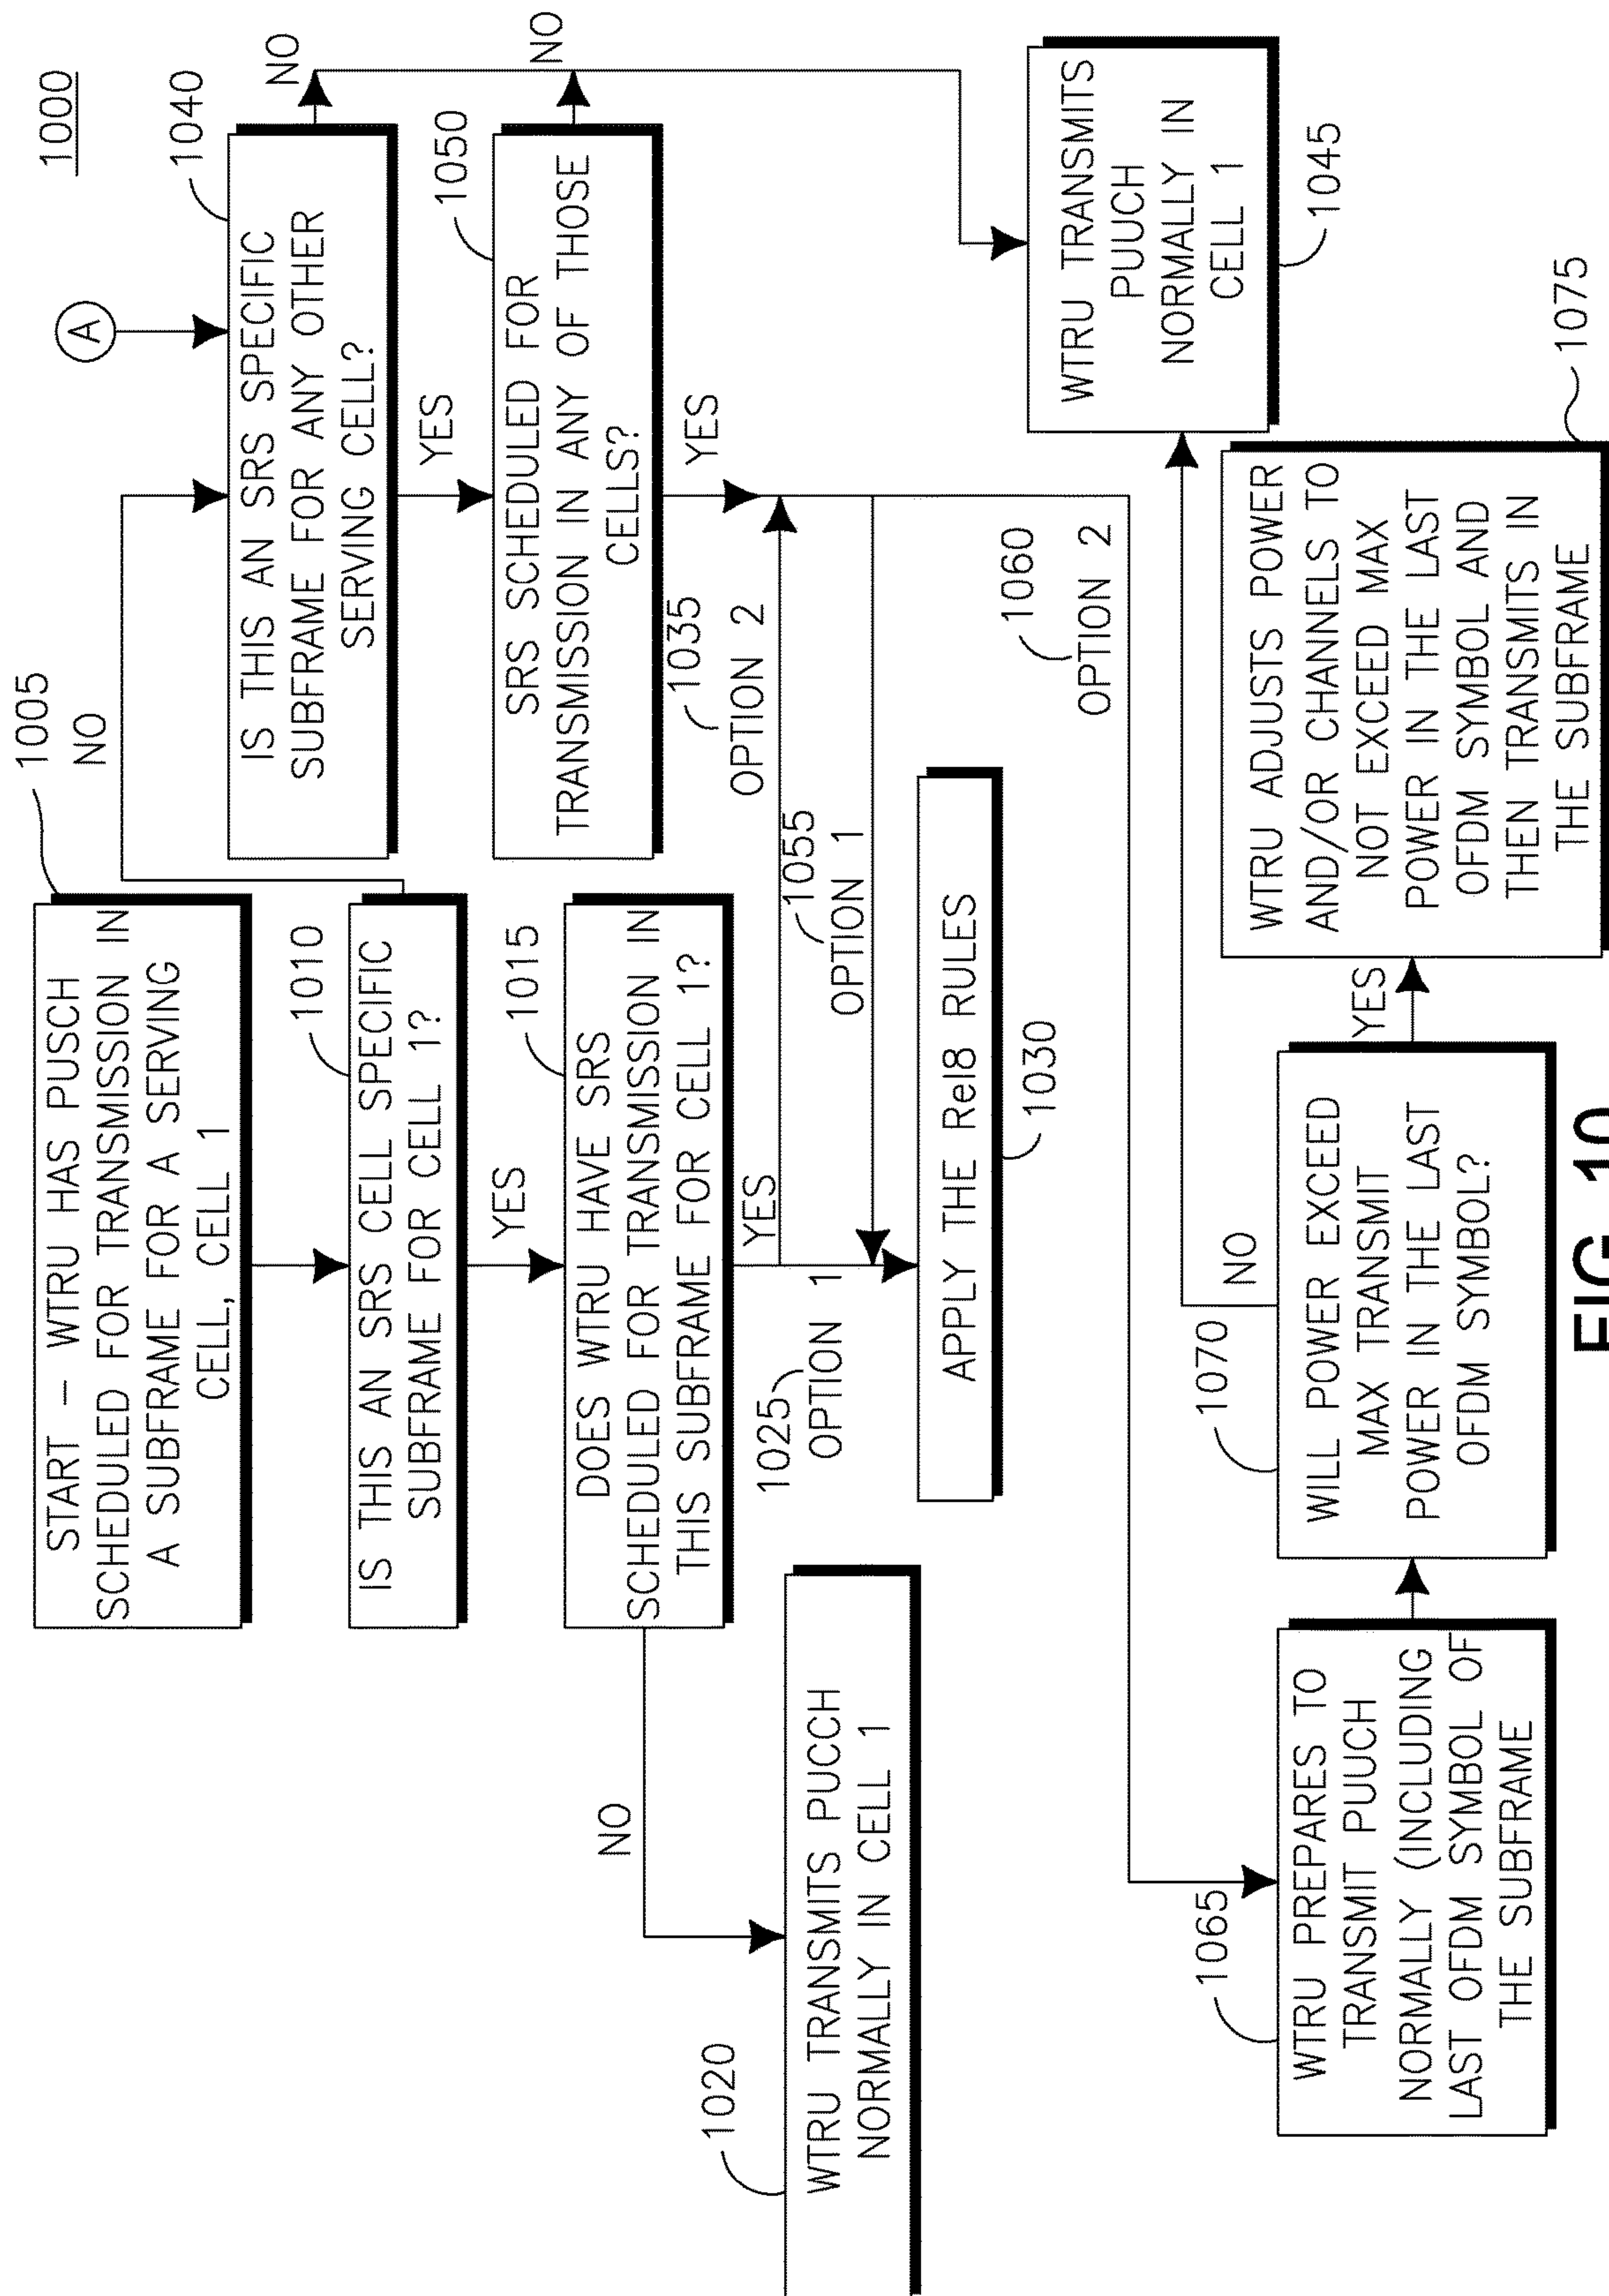 1000
1005
START – WTRU HAS PUSCH
SCHEDULED FOR TRANSMISSION IN
A SUBFRAME FOR A SERVING
CELL, CELL 1
NO
1010
IS THIS AN SRS CELL SPECIFIC
SUBFRAME FOR CELL 1?
YES
1015
DOES WTRU HAVE SRS
SCHEDULED FOR TRANSMISSION IN
THIS SUBFRAME FOR CELL 1?
NO
1020
WTRU TRANSMITS PUCCH
NORMALLY IN CELL 1
YES
1025
OPTION 1
1030
APPLY THE Rel8 RULES
1035
OPTION 2
A
1040
IS THIS AN SRS SPECIFIC
SUBFRAME FOR ANY OTHER
SERVING CELL?
NO
YES
1050
SRS SCHEDULED FOR
TRANSMISSION IN ANY OF THOSE
CELLS?
NO
YES
1055
OPTION 1
1060
OPTION 2
WTRU TRANSMITS
PUUCH
NORMALLY IN
CELL 1
1045
1065
WTRU PREPARES TO
TRANSMIT PUUCH
NORMALLY (INCLUDING
LAST OFDM SYMBOL OF
THE SUBFRAME
1070
WILL POWER EXCEED
MAX TRANSMIT
POWER IN THE LAST
OFDM SYMBOL?
NO
YES
1075
WTRU ADJUSTS POWER
AND/OR CHANNELS TO
NOT EXCEED MAX
POWER IN THE LAST
OFDM SYMBOL AND
THEN TRANSMITS IN
THE SUBFRAME
FIG. 10